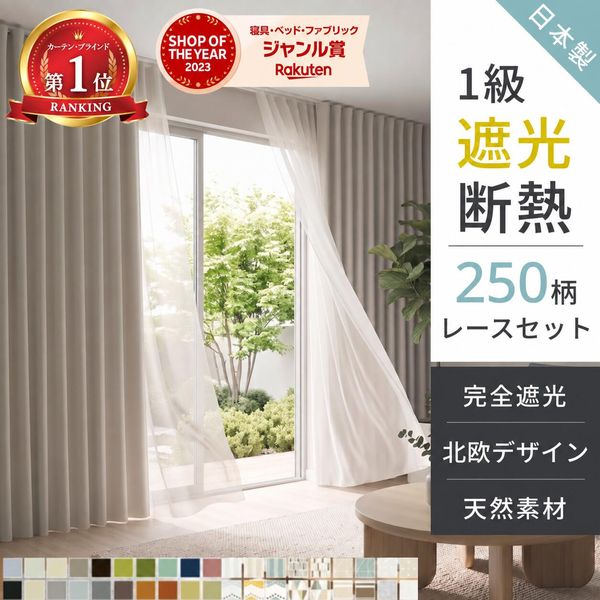 カーテン・ブラインド
第1位
RANKING
SHOP OF
THE YEAR
2023
寝具・ベッド・ファブリック
ジャンル賞
Rakuten
日本製
1級
遮光
断熱
250柄
レースセット
完全遮光
北欧デザイン
天然素材